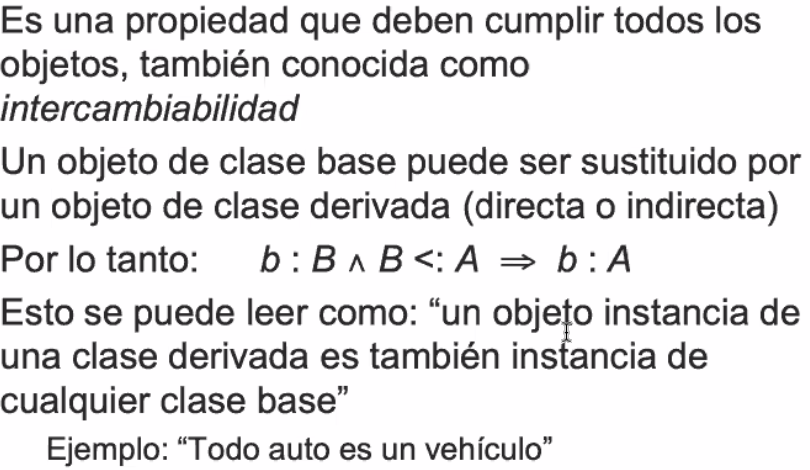 Es una propiedad que deben cumplir todos los
objetos, también conocida como
intercambiabilidad
Un objeto de clase base puede ser sustituido por
un objeto de clase derivada (directa o indirecta)
Por lo tanto: b : B ∧ B <: A ⇒ b : A
Esto se puede leer como: “un objeto instancia de
una clase derivada es también instancia de
cualquier clase base”
Ejemplo: “Todo auto es un vehículo”